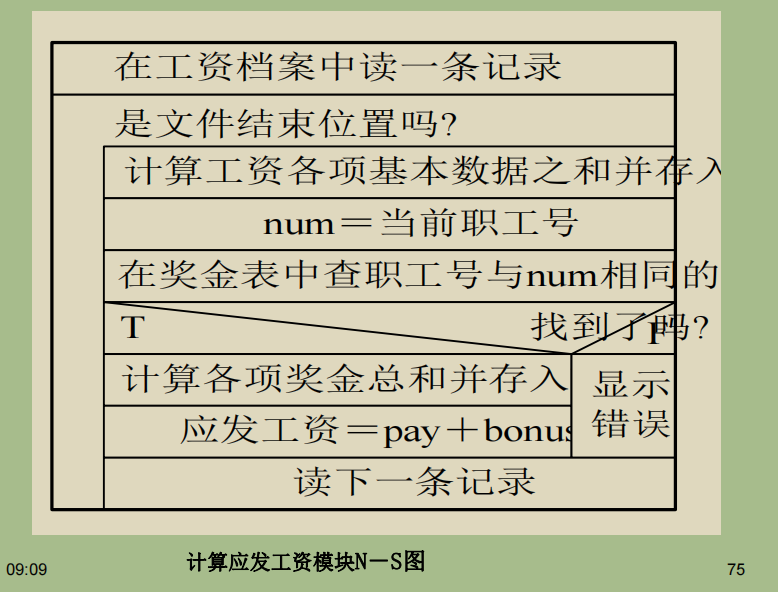 在工资档案中读一条记录
是文件结束位置吗?
计算工资各项基本数据之和并存入
num＝当前职工号
在奖金表中查职工号与num相同的
T
找到了吗?
F
计算各项奖金总和并存入
显示
错误
应发工资＝pay＋bonus
读下一条记录
计算应发工资模块N－S图
09:09
75